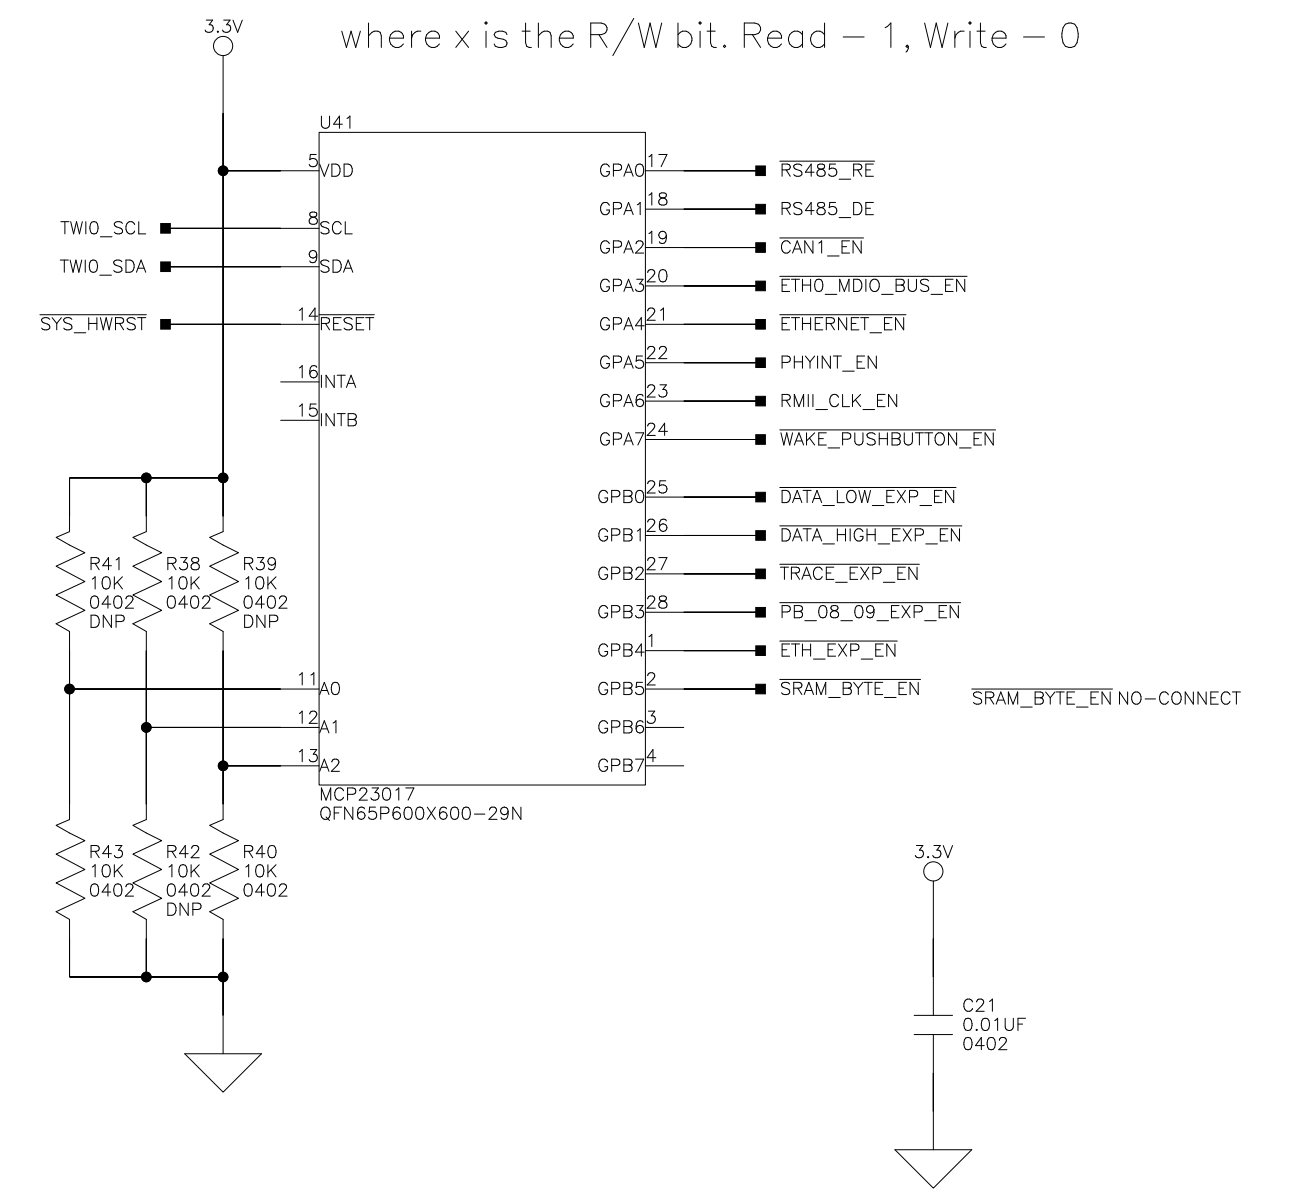 3.3V
where x is the R/W bit. Read – 1, Write – 0
U41
5 VDD
GPA0 17 RS485_RE
GPA1 18 RS485_DE
TWI0_SCL 8 SCL
GPA2 19 CAN1_EN
TWI0_SDA 9 SDA
GPA3 20 ETH0_MDIO_BUS_EN
SYS_HWRST 14 RESET
GPA4 21 ETHERNET_EN
GPA5 22 PHYINT_EN
16 INTA
GPA6 23 RMII_CLK_EN
15 INTB
GPA7 24 WAKE_PUSHBUTTON_EN
GPB0 25 DATA_LOW_EXP_EN
GPB1 26 DATA_HIGH_EXP_EN
GPB2 27 TRACE_EXP_EN
GPB3 28 PB_08_09_EXP_EN
GPB4 1 ETH_EXP_EN
GPB5 2 SRAM_BYTE_EN
SRAM_BYTE_EN NO-CONNECT
GPB6 3
GPB7 4
R41
10K
0402
DNP
R38
10K
0402
R39
10K
0402
DNP
11 A0
12 A1
13 A2
MCP23017
QFN65P600X600-29N
R43
10K
0402
R42
10K
0402
DNP
R40
10K
0402
3.3V
C21
0.01UF
0402